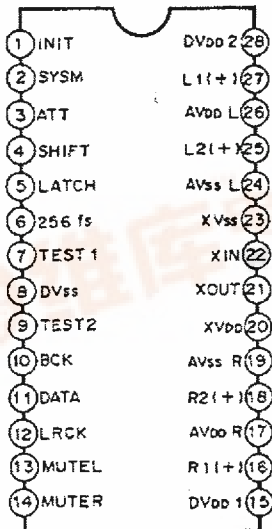 1 INIT DVDD 2 28
2 SYSM L1(+) 27
3 ATT AVDD L 26
4 SHIFT L2(+) 25
5 LATCH AVss L 24
6 256 fs XVss 23
7 TEST 1 XIN 22
8 DVss XOUT 21
9 TEST2 XVDD 20
10 BCK AVss R 19
11 DATA R2(+) 18
12 LRCK AVDD R 17
13 MUTEL R1(+) 16
14 MUTER DVDD 1 15